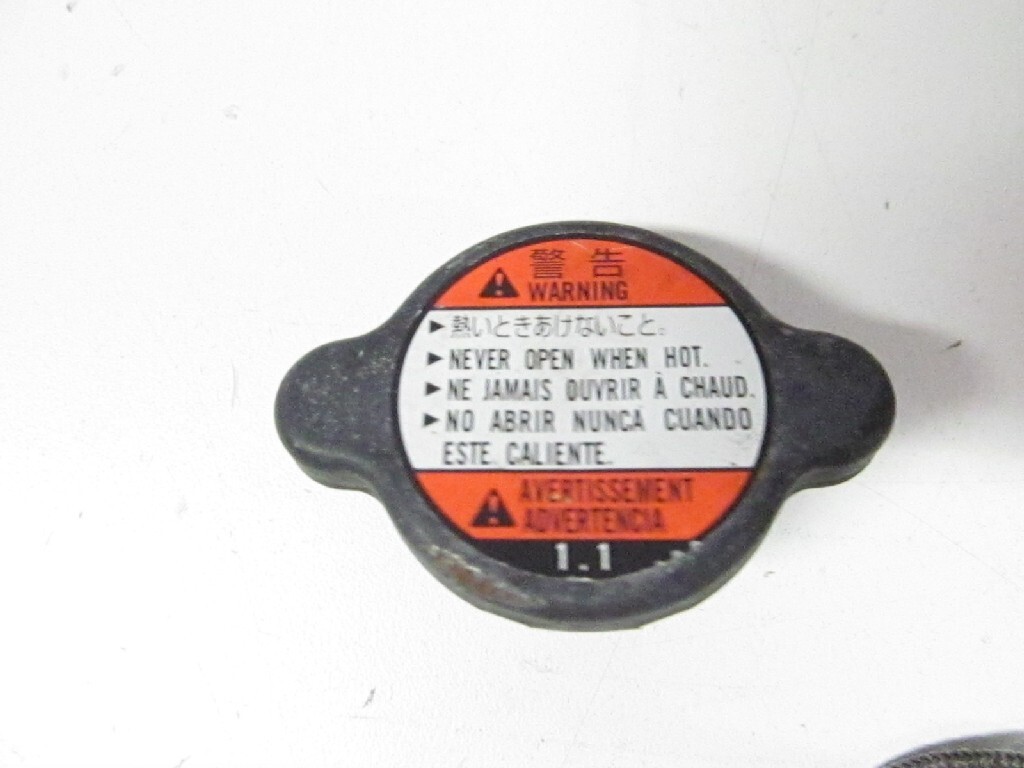 警告
WARNING
▶熱いときあけないこと。
▶NEVER OPEN WHEN HOT.
▶NE JAMAIS OUVRIR À CHAUD.
▶NO ABRIR NUNCA CUANDO
ESTE CALIENTE.
AVERTISSEMENT
ADVERTENCIA
1.1